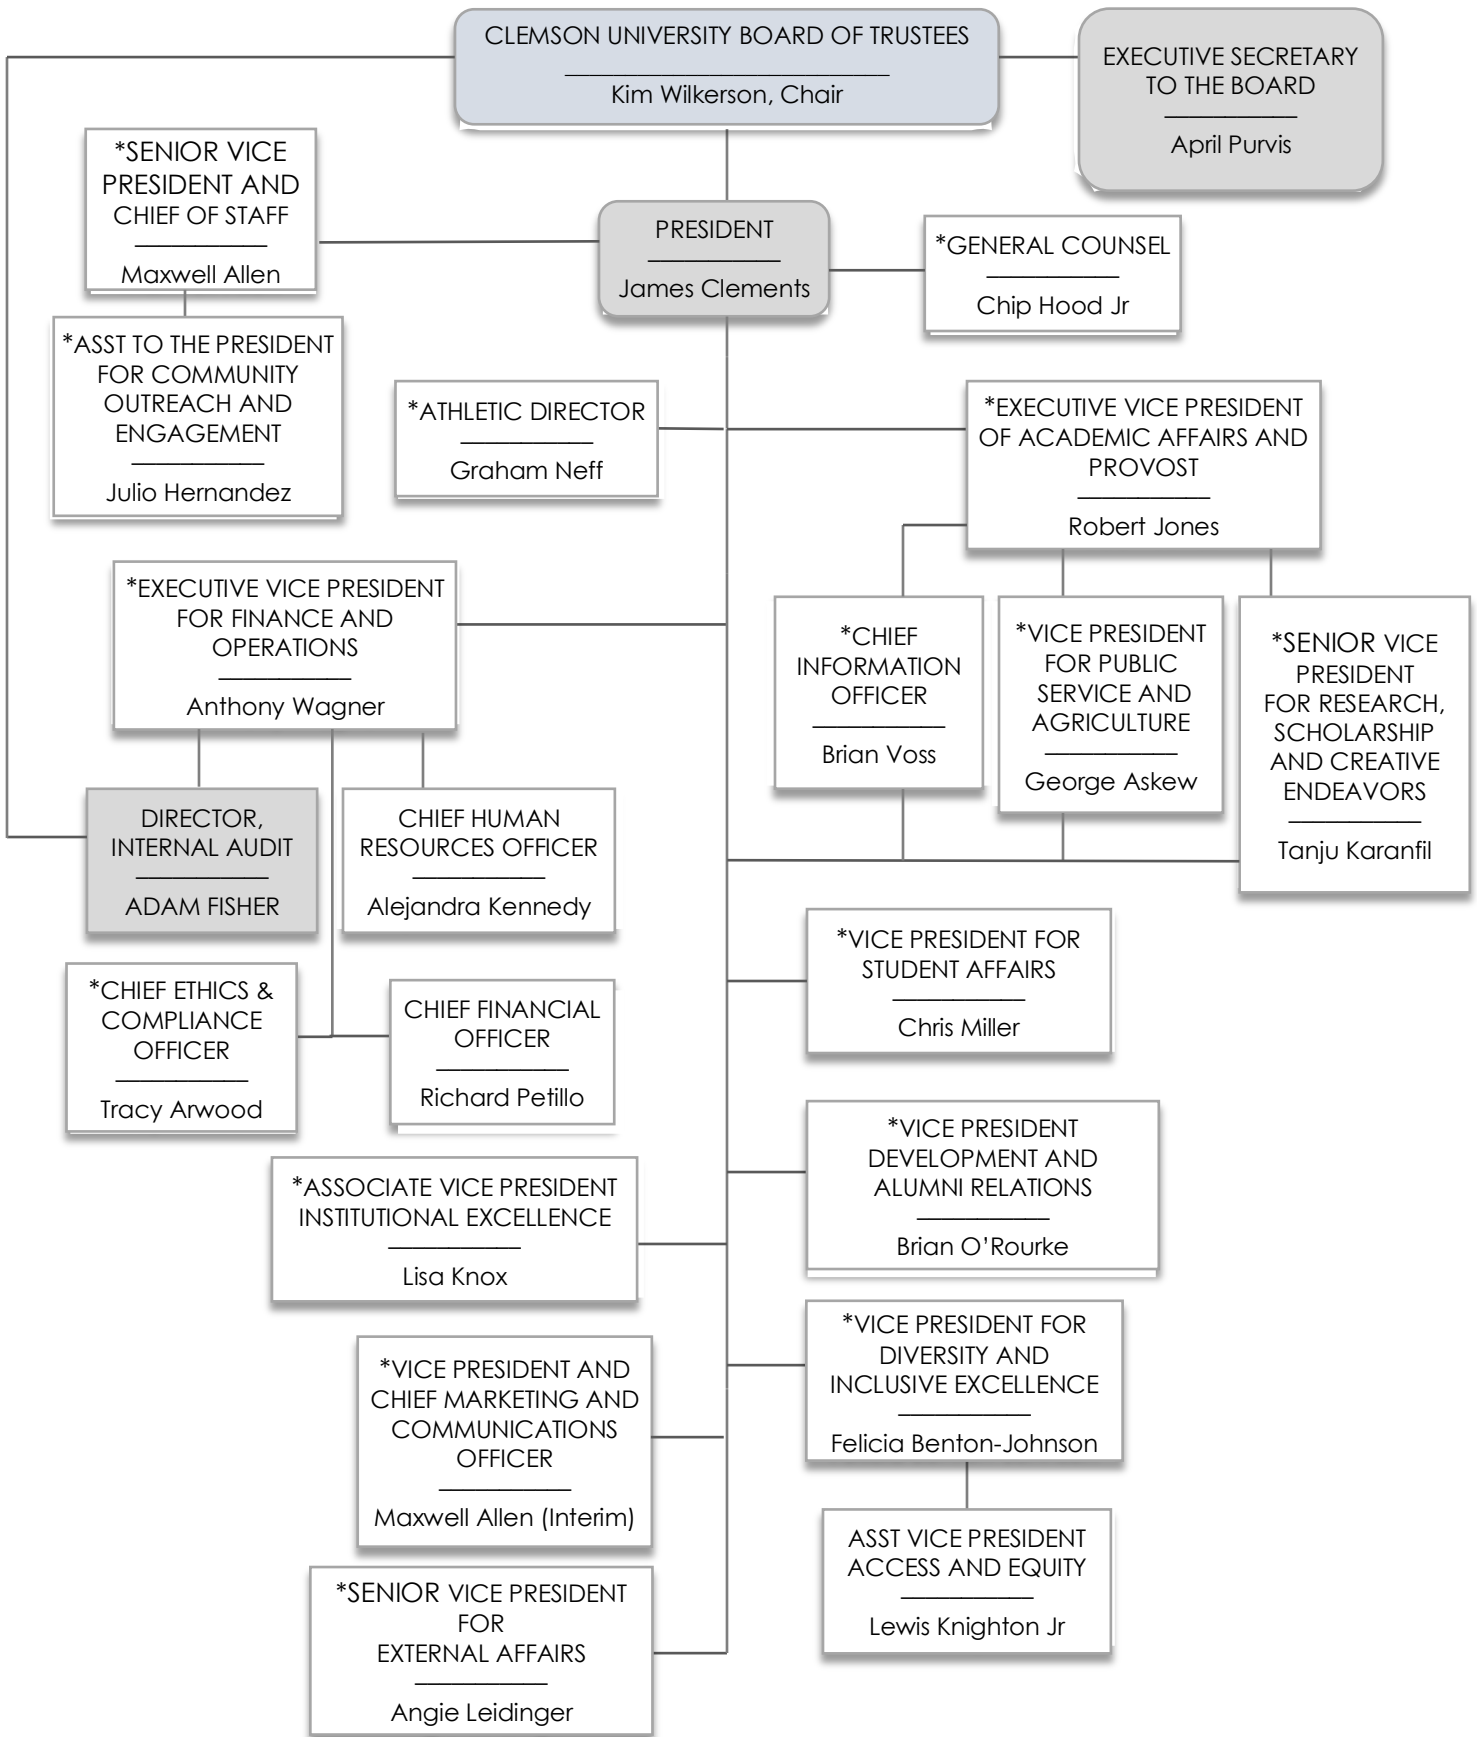 CLEMSON UNIVERSITY BOARD OF TRUSTEES
Kim Wilkerson, Chair
EXECUTIVE SECRETARY
TO THE BOARD
April Purvis
*SENIOR VICE
PRESIDENT AND
CHIEF OF STAFF
Maxwell Allen
PRESIDENT
James Clements
*GENERAL COUNSEL
Chip Hood Jr
*ASST TO THE PRESIDENT
FOR COMMUNITY
OUTREACH AND
ENGAGEMENT
Julio Hernandez
*ATHLETIC DIRECTOR
Graham Neff
*EXECUTIVE VICE PRESIDENT
OF ACADEMIC AFFAIRS AND
PROVOST
Robert Jones
*EXECUTIVE VICE PRESIDENT
FOR FINANCE AND
OPERATIONS
Anthony Wagner
*CHIEF
INFORMATION
OFFICER
Brian Voss
*VICE PRESIDENT
FOR PUBLIC
SERVICE AND
AGRICULTURE
George Askew
*SENIOR VICE
PRESIDENT
FOR RESEARCH,
SCHOLARSHIP
AND CREATIVE
ENDEAVORS
Tanju Karanfil
DIRECTOR,
INTERNAL AUDIT
ADAM FISHER
CHIEF HUMAN
RESOURCES OFFICER
Alejandra Kennedy
*VICE PRESIDENT FOR
STUDENT AFFAIRS
Chris Miller
*CHIEF ETHICS &
COMPLIANCE
OFFICER
Tracy Arwood
CHIEF FINANCIAL
OFFICER
Richard Petillo
*VICE PRESIDENT
DEVELOPMENT AND
ALUMNI RELATIONS
Brian O'Rourke
*ASSOCIATE VICE PRESIDENT
INSTITUTIONAL EXCELLENCE
Lisa Knox
*VICE PRESIDENT FOR
DIVERSITY AND
INCLUSIVE EXCELLENCE
Felicia Benton-Johnson
*VICE PRESIDENT AND
CHIEF MARKETING AND
COMMUNICATIONS
OFFICER
Maxwell Allen (Interim)
ASST VICE PRESIDENT
ACCESS AND EQUITY
Lewis Knighton Jr
*SENIOR VICE PRESIDENT
FOR
EXTERNAL AFFAIRS
Angie Leidinger